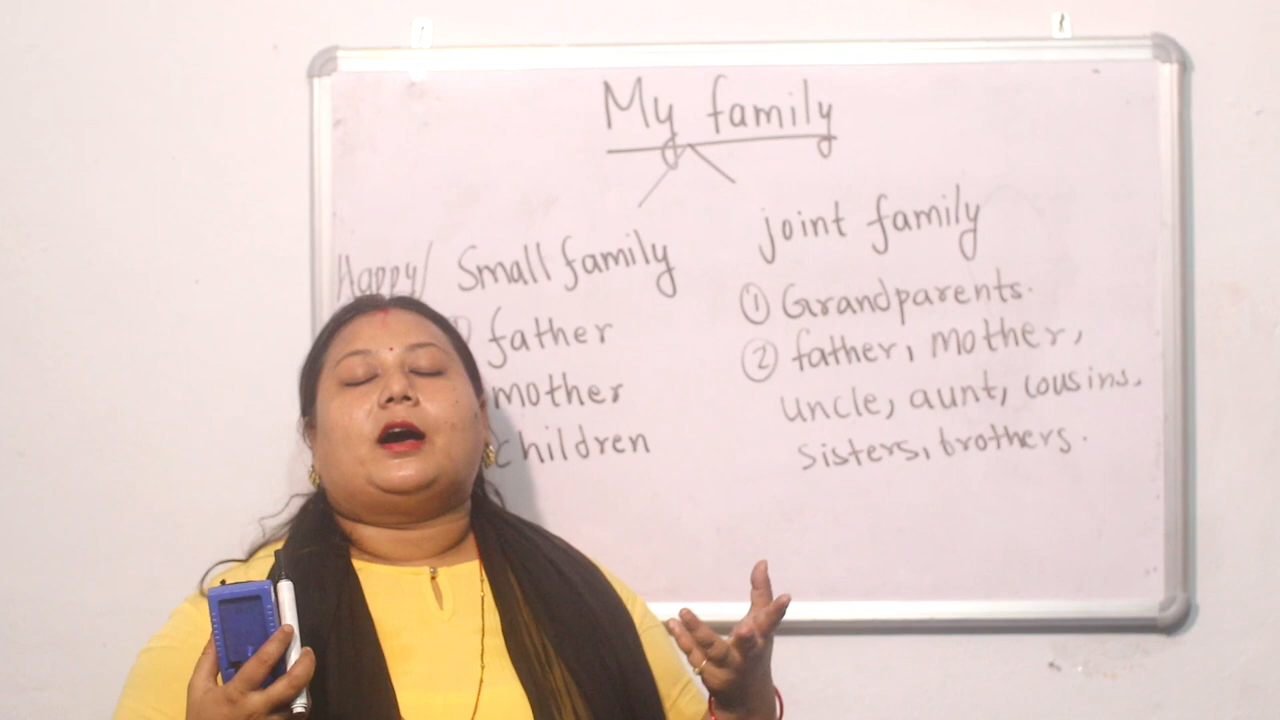 My family
Happy/ Small family
father
mother
children
joint family
① Grandparents.
② father, mother,
uncle, aunt, cousins.
sisters, brothers.